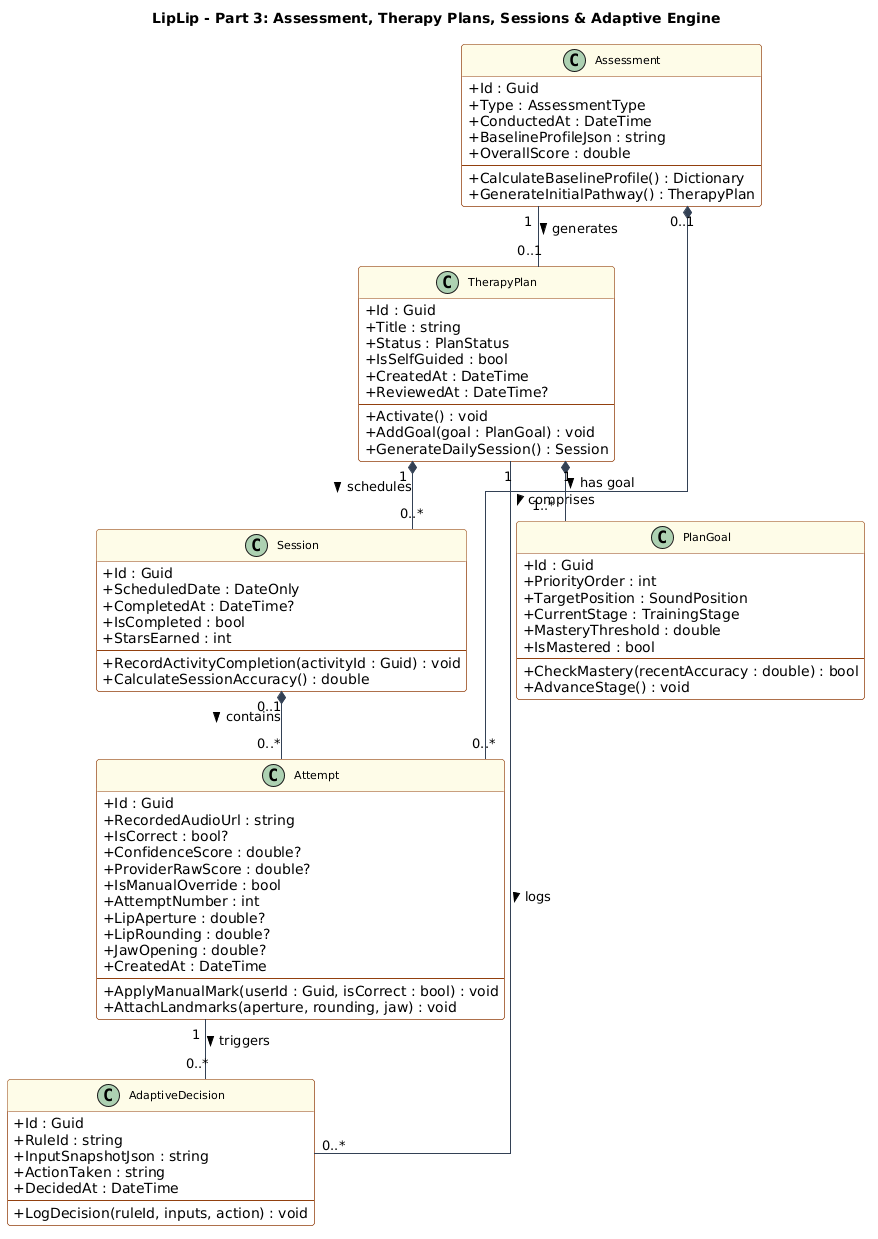 LipLip - Part 3: Assessment, Therapy Plans, Sessions & Adaptive Engine
C Assessment
+Id : Guid
+Type : AssessmentType
+ConductedAt : DateTime
+BaselineProfileJson : string
+OverallScore : double
+CalculateBaselineProfile() : Dictionary
+GenerateInitialPathway() : TherapyPlan
1
generates
0..1
0..1
C TherapyPlan
+Id : Guid
+Title : string
+Status : PlanStatus
+IsSelfGuided : bool
+CreatedAt : DateTime
+ReviewedAt : DateTime?
+Activate() : void
+AddGoal(goal : PlanGoal) : void
+GenerateDailySession() : Session
1
schedules
0..*
1
1
has goal
comprises
1..*
C Session
+Id : Guid
+ScheduledDate : DateOnly
+CompletedAt : DateTime?
+IsCompleted : bool
+StarsEarned : int
+RecordActivityCompletion(activityId : Guid) : void
+CalculateSessionAccuracy() : double
C PlanGoal
+Id : Guid
+PriorityOrder : int
+TargetPosition : SoundPosition
+CurrentStage : TrainingStage
+MasteryThreshold : double
+IsMastered : bool
+CheckMastery(recentAccuracy : double) : bool
+AdvanceStage() : void
0..1
contains
0..*
0..*
C Attempt
+Id : Guid
+RecordedAudioUrl : string
+IsCorrect : bool?
+ConfidenceScore : double?
+ProviderRawScore : double?
+IsManualOverride : bool
+AttemptNumber : int
+LipAperture : double?
+LipRounding : double?
+JawOpening : double?
+CreatedAt : DateTime
+ApplyManualMark(userId : Guid, isCorrect : bool) : void
+AttachLandmarks(aperture, rounding, jaw) : void
logs
1
triggers
0..*
C AdaptiveDecision
+Id : Guid
+RuleId : string
+InputSnapshotJson : string
+ActionTaken : string
+DecidedAt : DateTime
+LogDecision(ruleId, inputs, action) : void
0..*